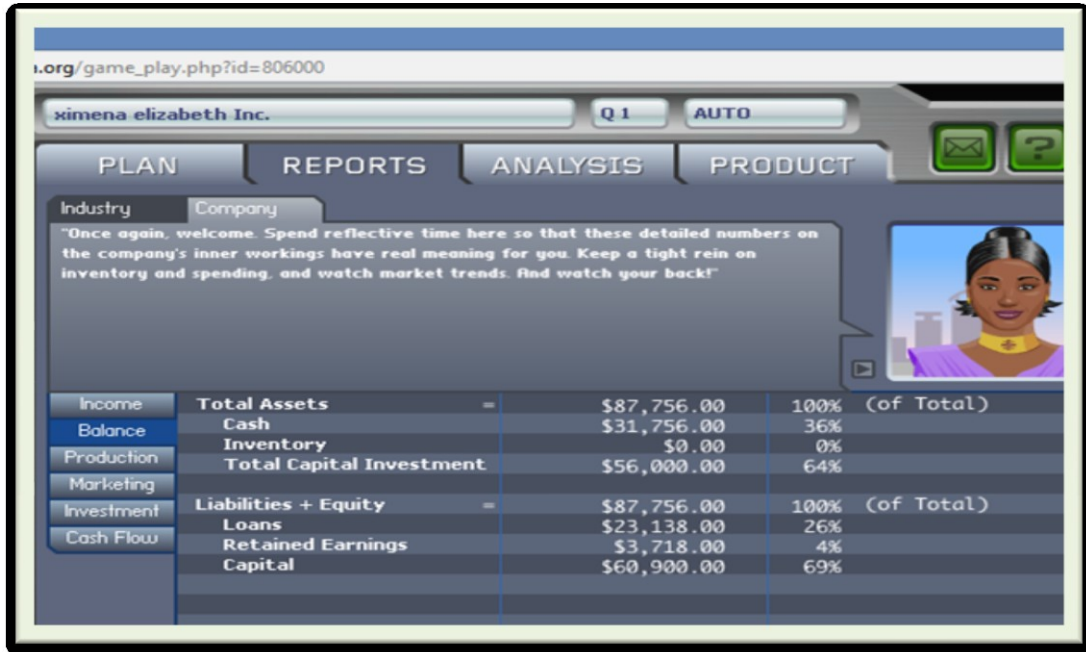 n.org/game_play.php?id=806000
ximena elizabeth Inc. Q 1 AUTO
PLAN REPORTS ANALYSIS PRODUCT ?
Industry Company
"Once again, welcome. Spend reflective time here so that these detailed numbers on
the company's inner workings have real meaning for you. Keep a tight rein on
inventory and spending, and watch market trends. And watch your back!"
Income Total Assets = $87,756.00 100% (of Total)
Balance Cash $31,756.00 36%
Inventory $0.00 0%
Production Total Capital Investment $56,000.00 64%
Marketing
Investment Liabilities + Equity = $87,756.00 100% (of Total)
Loans $23,138.00 26%
Cash Flow Retained Earnings $3,718.00 4%
Capital $60,900.00 69%